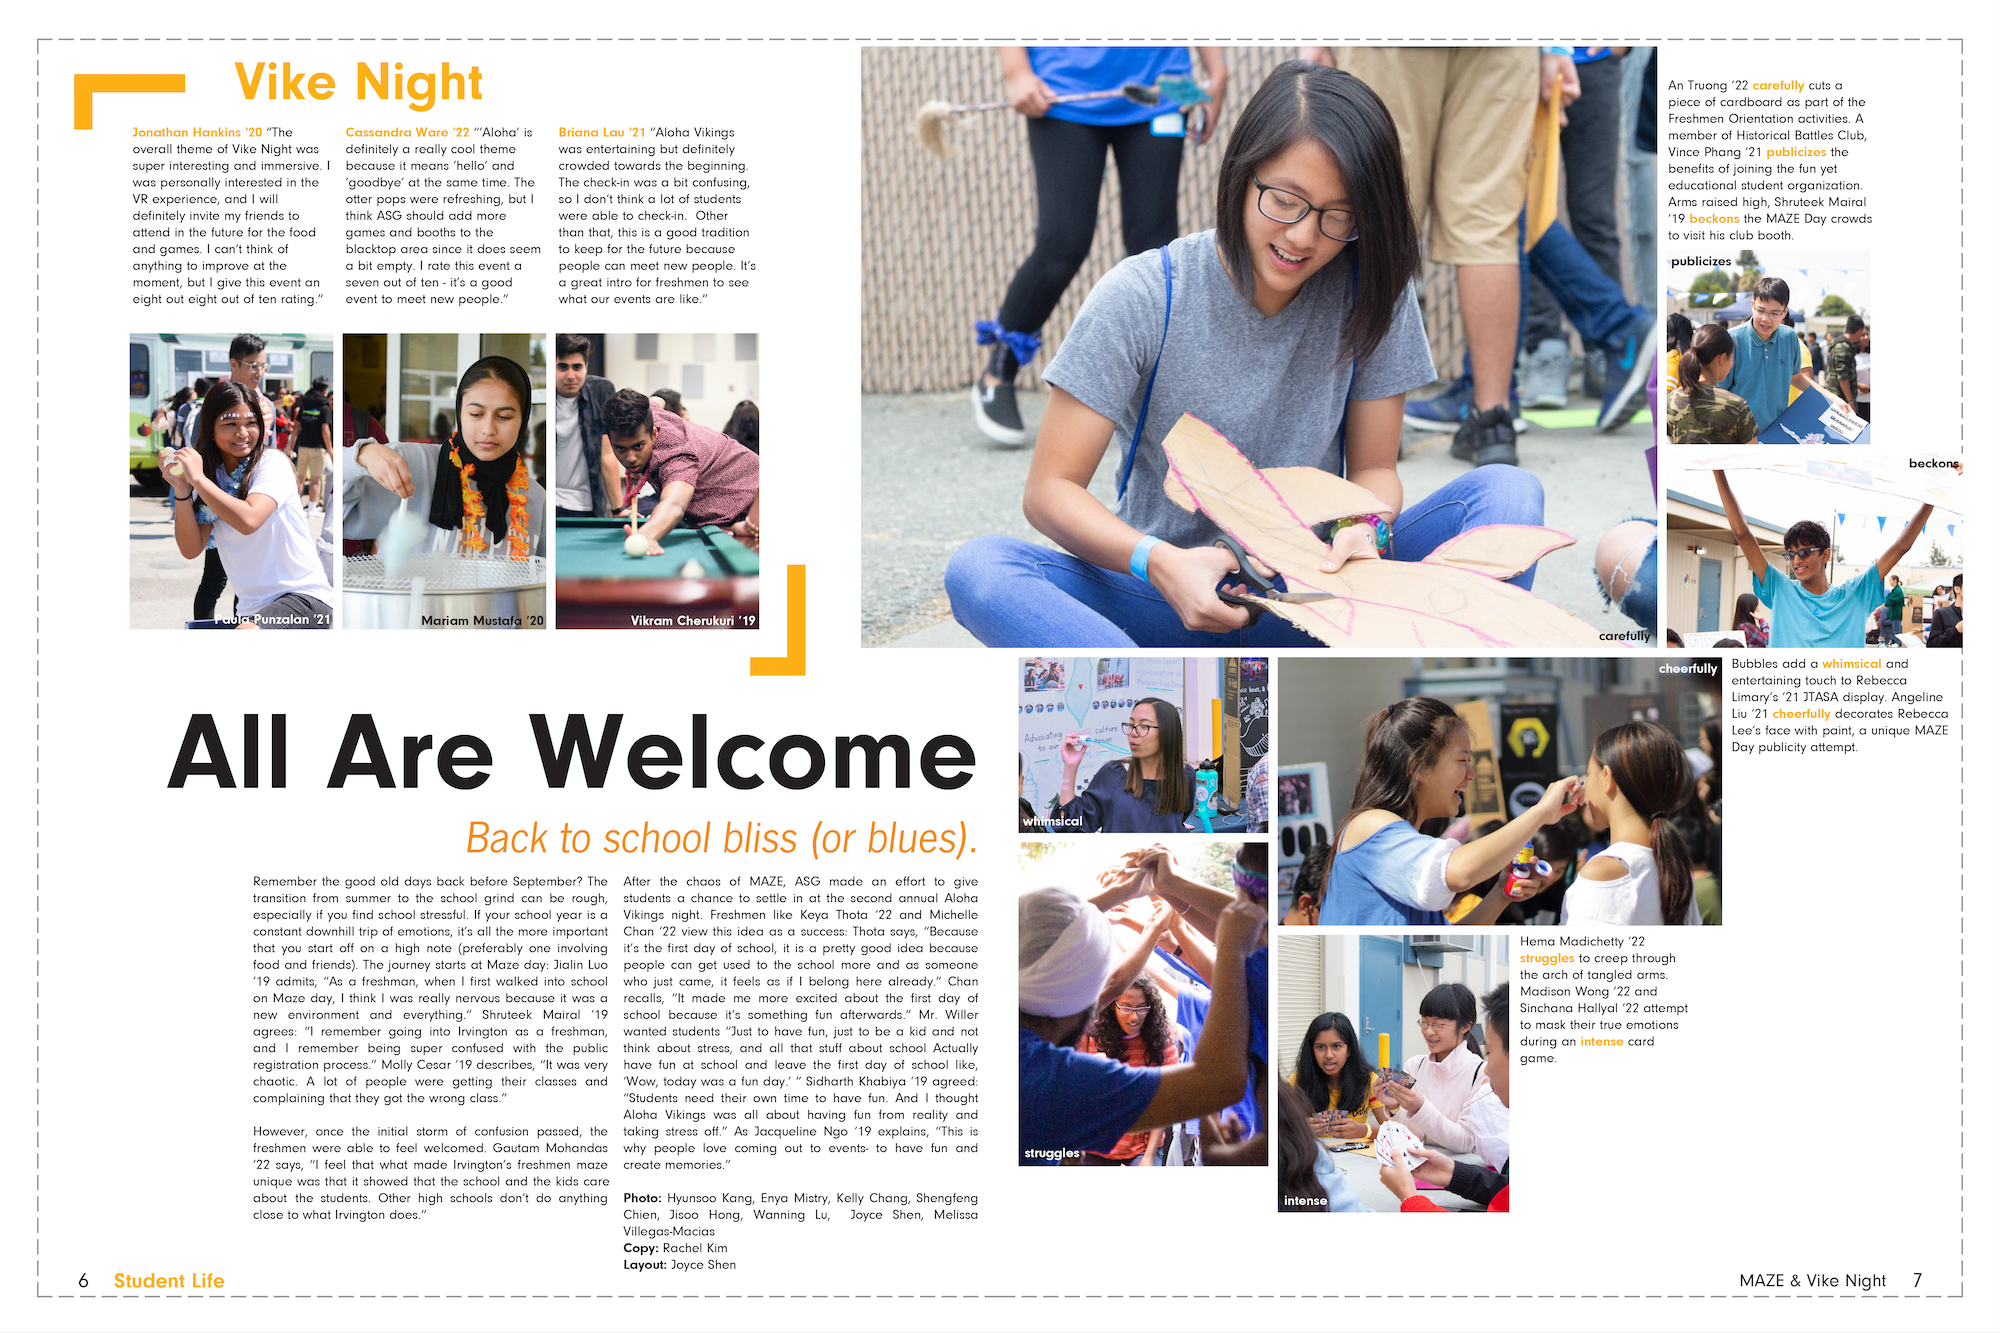 Vike Night
Jonathan Hankins '20 “The
overall theme of Vike Night was
super interesting and immersive. I
was personally interested in the
VR experience, and I will
definitely invite my friends to
attend in the future for the food
and games. I can't think of
anything to improve at the
moment, but I give this event an
eight out eight out of ten rating.”
Cassandra Ware '22 “'Aloha' is
definitely a really cool theme
because it means 'hello' and
'goodbye' at the same time. The
otter pops were refreshing, but I
think ASG should add more
games and booths to the
blacktop area since it does seem
a bit empty. I rate this event a
seven out of ten - it's a good
event to meet new people.”
Briana Lau '21 “Aloha Vikings
was entertaining but definitely
crowded towards the beginning.
The check-in was a bit confusing,
so I don't think a lot of students
were able to check-in. Other
than that, this is a good tradition
to keep for the future because
people can meet new people. It's
a great intro for freshmen to see
what our events are like.”
Paula Punzalan '21
Mariam Mustafa '20
Vikram Cherukuri '19
All Are Welcome
Back to school bliss (or blues).
Remember the good old days back before September? The
transition from summer to the school grind can be rough,
especially if you find school stressful. If your school year is a
constant downhill trip of emotions, it's all the more important
that you start off on a high note (preferably one involving
food and friends). The journey starts at Maze day: Jialin Luo
'19 admits, “As a freshman, when I first walked into school
on Maze day, I think I was really nervous because it was a
new environment and everything.” Shruteek Mairal '19
agrees: “I remember going into Irvington as a freshman,
and I remember being super confused with the public
registration process.” Molly Cesar '19 describes, “It was very
chaotic. A lot of people were getting their classes and
complaining that they got the wrong class.”
However, once the initial storm of confusion passed, the
freshmen were able to feel welcomed. Gautam Mohandas
'22 says, “I feel that what made Irvington's freshmen maze
unique was that it showed that the school and the kids care
about the students. Other high schools don't do anything
close to what Irvington does.”
After the chaos of MAZE, ASG made an effort to give
students a chance to settle in at the second annual Aloha
Vikings night. Freshmen like Keya Thota '22 and Michelle
Chan '22 view this idea as a success: Thota says, “Because
it's the first day of school, it is a pretty good idea because
people can get used to the school more and as someone
who just came, it feels as if I belong here already.” Chan
recalls, “It made me more excited about the first day of
school because it's something fun afterwards.” Mr. Willer
wanted students “Just to have fun, just to be a kid and not
think about stress, and all that stuff about school Actually
have fun at school and leave the first day of school like,
'Wow, today was a fun day.' ” Sidharth Khabiya '19 agreed:
“Students need their own time to have fun. And I thought
Aloha Vikings was all about having fun from reality and
taking stress off.” As Jacqueline Ngo '19 explains, “This is
why people love coming out to events- to have fun and
create memories.”
Photo: Hyunsoo Kang, Enya Mistry, Kelly Chang, Shengfeng
Chien, Jisoo Hong, Wanning Lu, Joyce Shen, Melissa
Villegas-Macias
Copy: Rachel Kim
Layout: Joyce Shen
6 Student Life
carefully
An Truong '22 carefully cuts a
piece of cardboard as part of the
Freshmen Orientation activities. A
member of Historical Battles Club,
Vince Phang '21 publicizes the
benefits of joining the fun yet
educational student organization.
Arms raised high, Shruteek Mairal
'19 beckons the MAZE Day crowds
to visit his club booth.
publicizes
beckons
Advocating
to our
culture
whimsical
cheerfully
Bubbles add a whimsical and
entertaining touch to Rebecca
Limary's '21 JTASA display. Angeline
Liu '21 cheerfully decorates Rebecca
Lee's face with paint, a unique MAZE
Day publicity attempt.
struggles
intense
Hema Madichetty '22
struggles to creep through
the arch of tangled arms.
Madison Wong '22 and
Sinchana Hallyal '22 attempt
to mask their true emotions
during an intense card
game.
MAZE & Vike Night 7